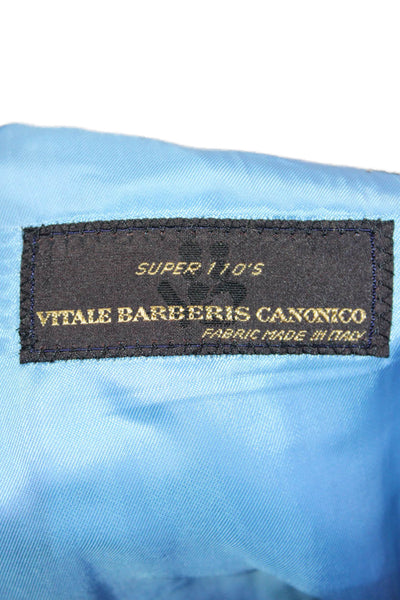 SUPER 110'S
VITALE BARBERIS CANONICO
FABRIC MADE IN ITALY